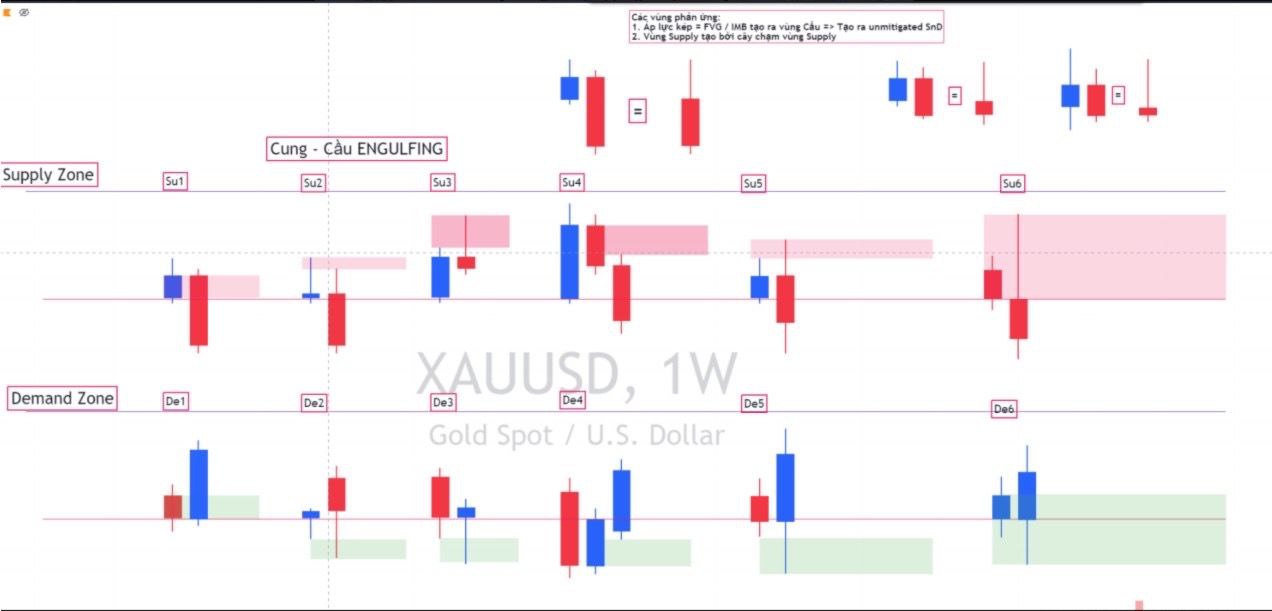 Các vùng phản ứng:
1. Áp lực kép = FVG / IMB tạo ra vùng Cầu => Tạo ra unmitigated SnD
2. Vùng Supply tạo bởi cây chạm vùng Supply
=
=
=
Cung - Cầu ENGULFING
Supply Zone
Su1
Su2
Su3
Su4
Su5
Su6
XAUUSD, 1W
Gold Spot / U.S. Dollar
Demand Zone
De1
De2
De3
De4
De5
De6